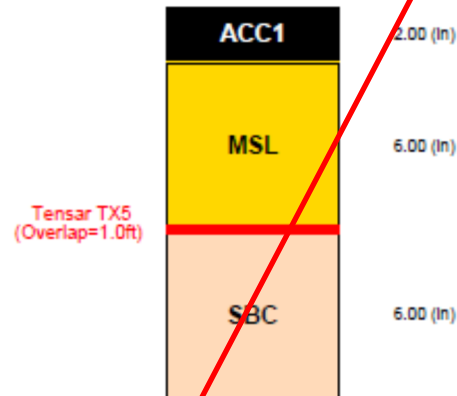 ACC1
2.00 (in)
MSL
6.00 (in)
Tensar TX5
(Overlap=1.0ft)
SBC
6.00 (in)